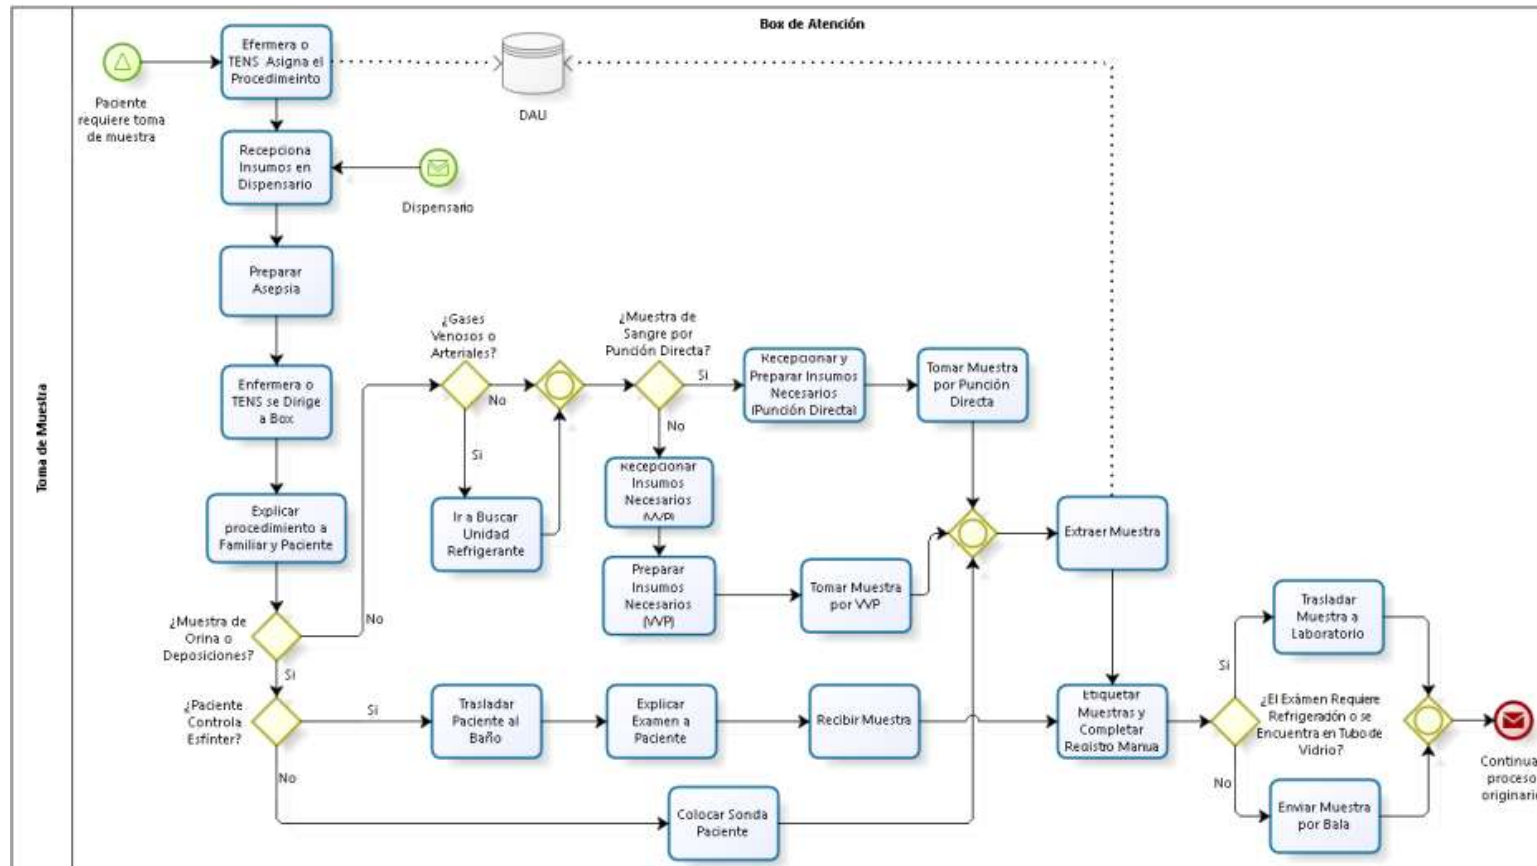 Box de Atención
Toma de Muestra
Paciente
requiere toma
de muestra
Efermera o
TENS Asigna el
Procedimeinto
DAU
Recepciona
Insumos en
Dispensario
Dispensario
Preparar
Asepsia
Enfermera o
TENS se Dirige
a Box
Explicar
procedimiento a
Familiar y Paciente
¿Muestra de
Orina o
Deposiciones?
No
Si
¿Gases
Venosos o
Arteriales?
No
Si
Ir a Buscar
Unidad
Refrigerante
¿Muestra de
Sangre por
Punción Directa?
Si
No
Recepcionar y
Preparar Insumos
Necesarios
(Punción Directa)
Tomar Muestra
por Punción
Directa
Recepcionar
Insumos
Necesarios
(VVP)
Preparar
Insumos
Necesarios
(VVP)
Tomar Muestra
por VVP
Extraer Muestra
¿Paciente
Controla
Esfinter?
Si
No
Trasladar
Paciente al
Baño
Explicar
Examen a
Paciente
Recibir Muestra
Colocar Sonda
Paciente
Etiquetar
Muestras y
Completar
Registro Manua
Si
No
¿El Exámen Requiere
Refrigeración o se
Encuentra en Tubo de
Vidrio?
Trasladar
Muestra a
Laboratorio
Enviar Muestra
por Bala
Continua
proceso
originari